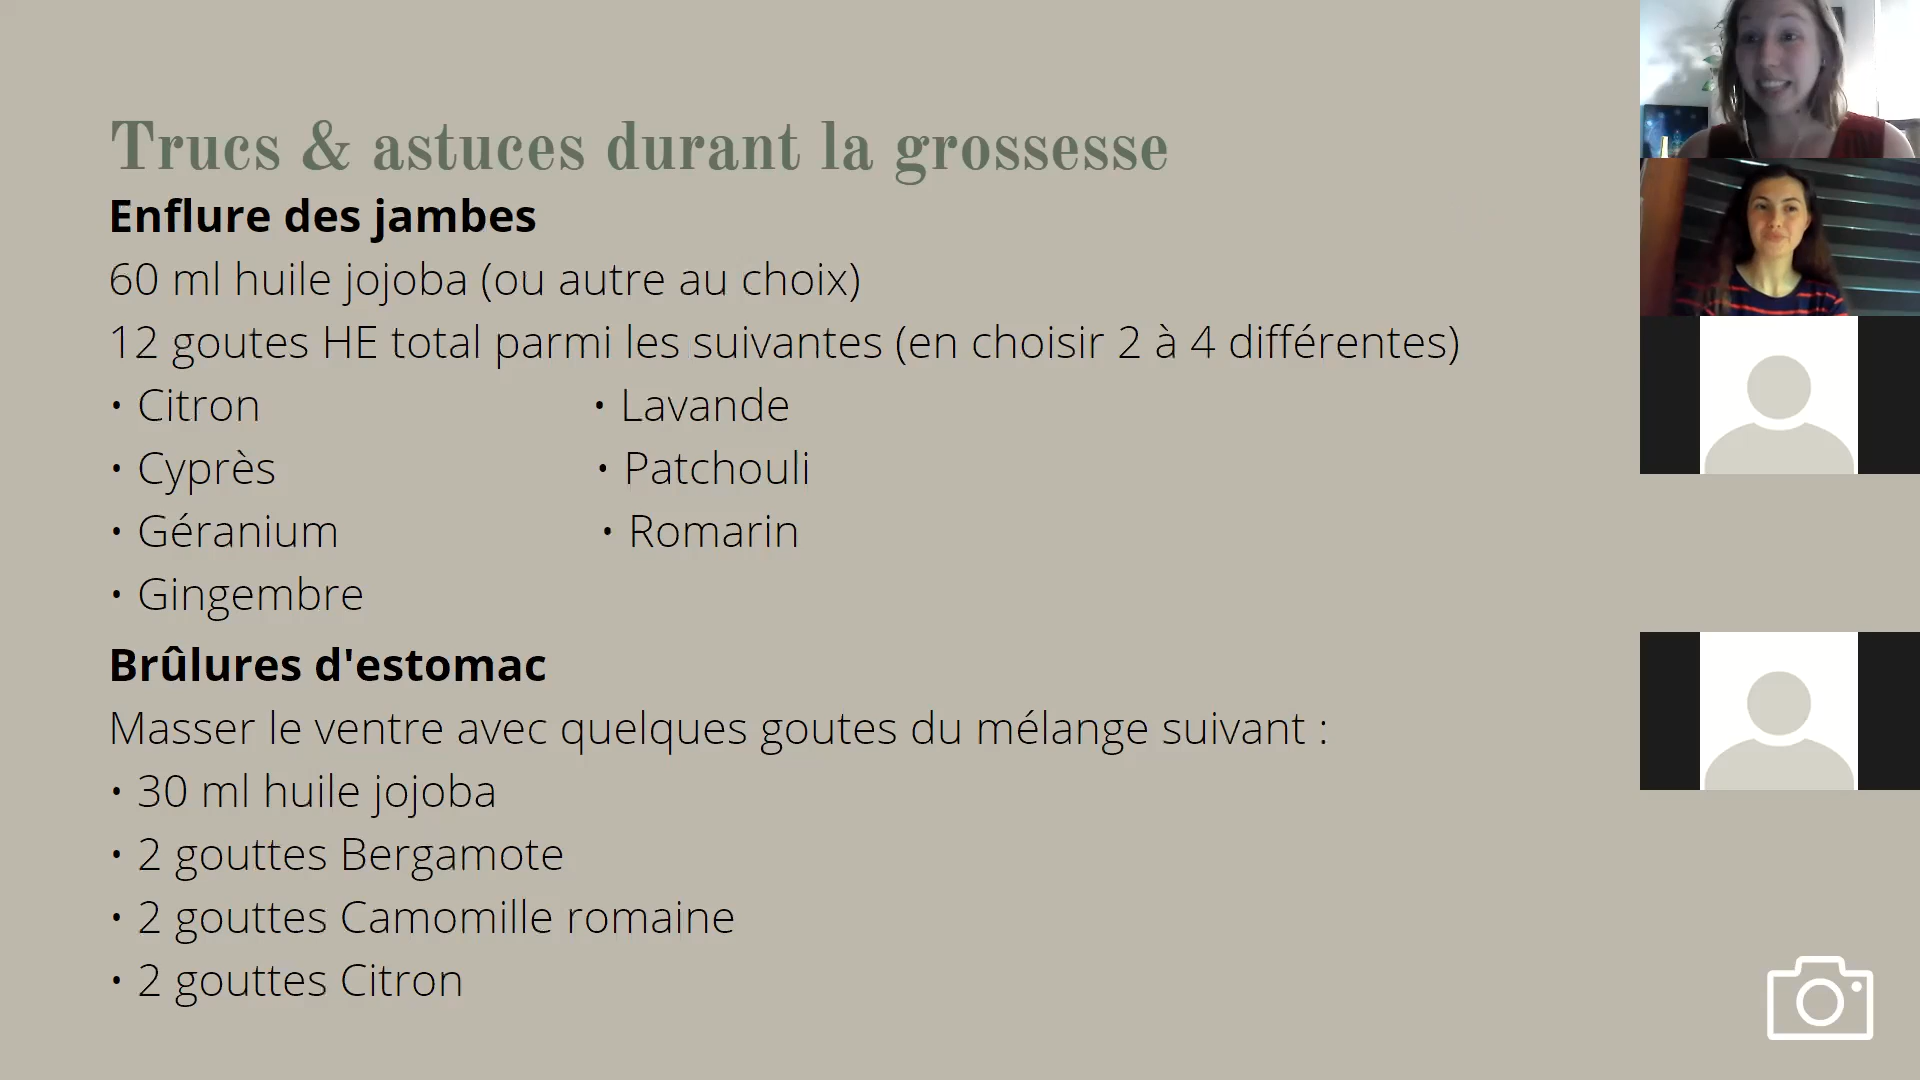 Trucs & astuces durant la grossesse
Enflure des jambes
60 ml huile jojoba (ou autre au choix)
12 goutes HE total parmi les suivantes (en choisir 2 à 4 différentes)
• Citron
• Cyprès
• Géranium
• Gingembre
• Lavande
• Patchouli
• Romarin
Brûlures d'estomac
Masser le ventre avec quelques goutes du mélange suivant :
• 30 ml huile jojoba
• 2 gouttes Bergamote
• 2 gouttes Camomille romaine
• 2 gouttes Citron